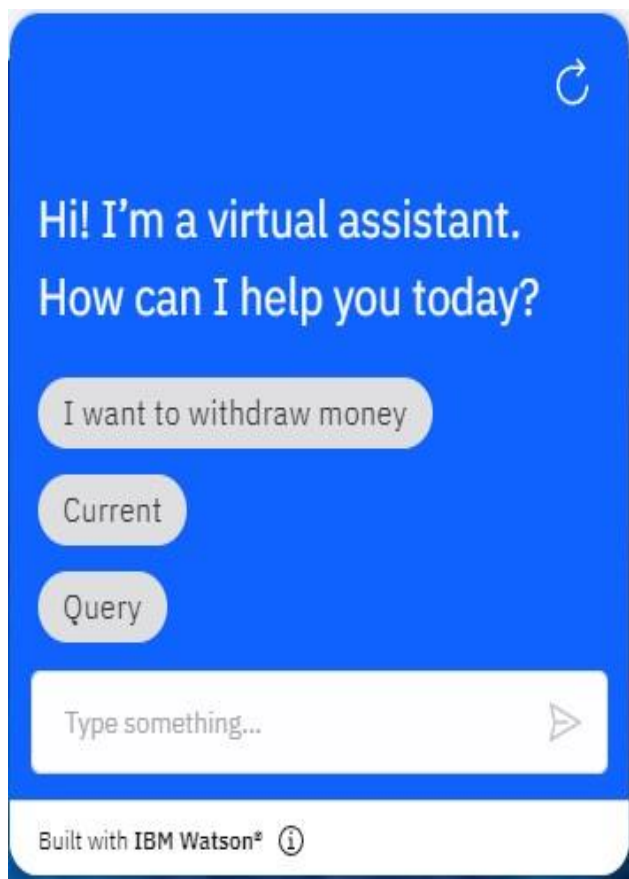 Hi! I'm a virtual assistant.
How can I help you today?
I want to withdraw money
Current
Query
Type something...
Built with IBM Watson®